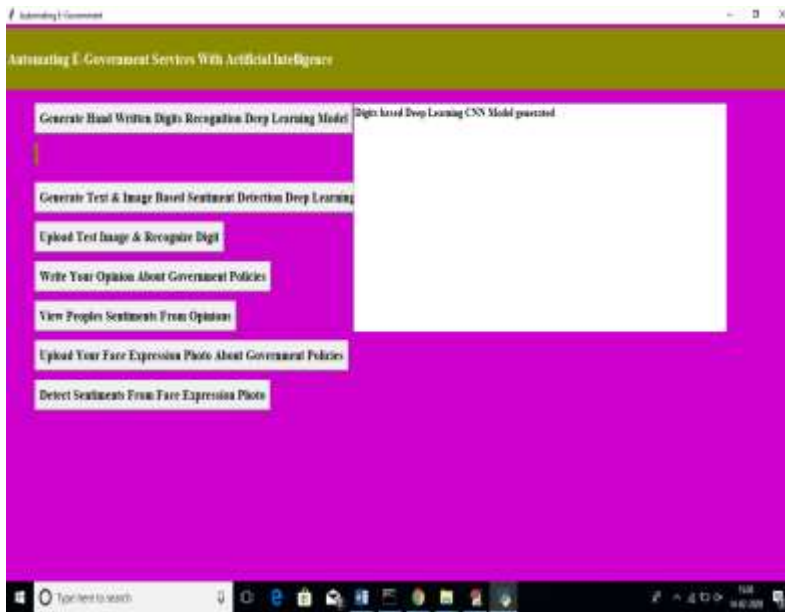 Automating E-Government
Automating E-Government Services With Artificial Intelligence
Generate Hand Written Digits Recognition Deep Learning Model
Digits based Deep Learning CNN Model generated
Generate Text & Image Based Sentiment Detection Deep Learning
Upload Test Image & Recognize Digit
Write Your Opinion About Government Policies
View Peoples Sentiments From Opinions
Upload Your Face Expression Photo About Government Policies
Detect Sentiments From Face Expression Photo
Type here to search